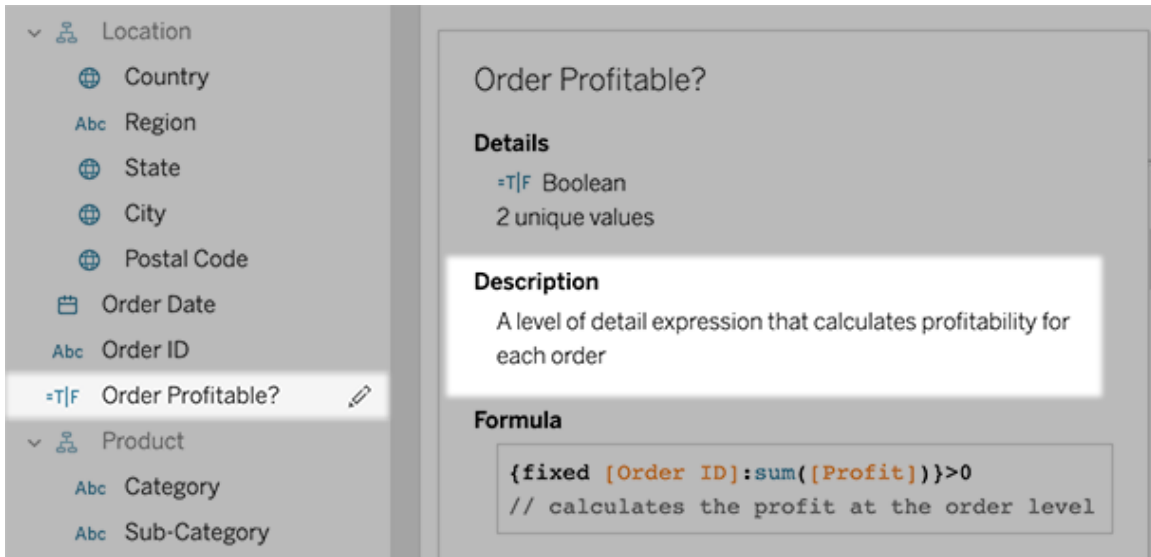 Location
Country
Abc Region
State
City
Postal Code
Order Date
Abc Order ID
=T|F Order Profitable?
Product
Abc Category
Abc Sub-Category
Order Profitable?
Details
=T|F Boolean
2 unique values
Description
A level of detail expression that calculates profitability for
each order
Formula
{fixed [Order ID]:sum([Profit])}>0
// calculates the profit at the order level